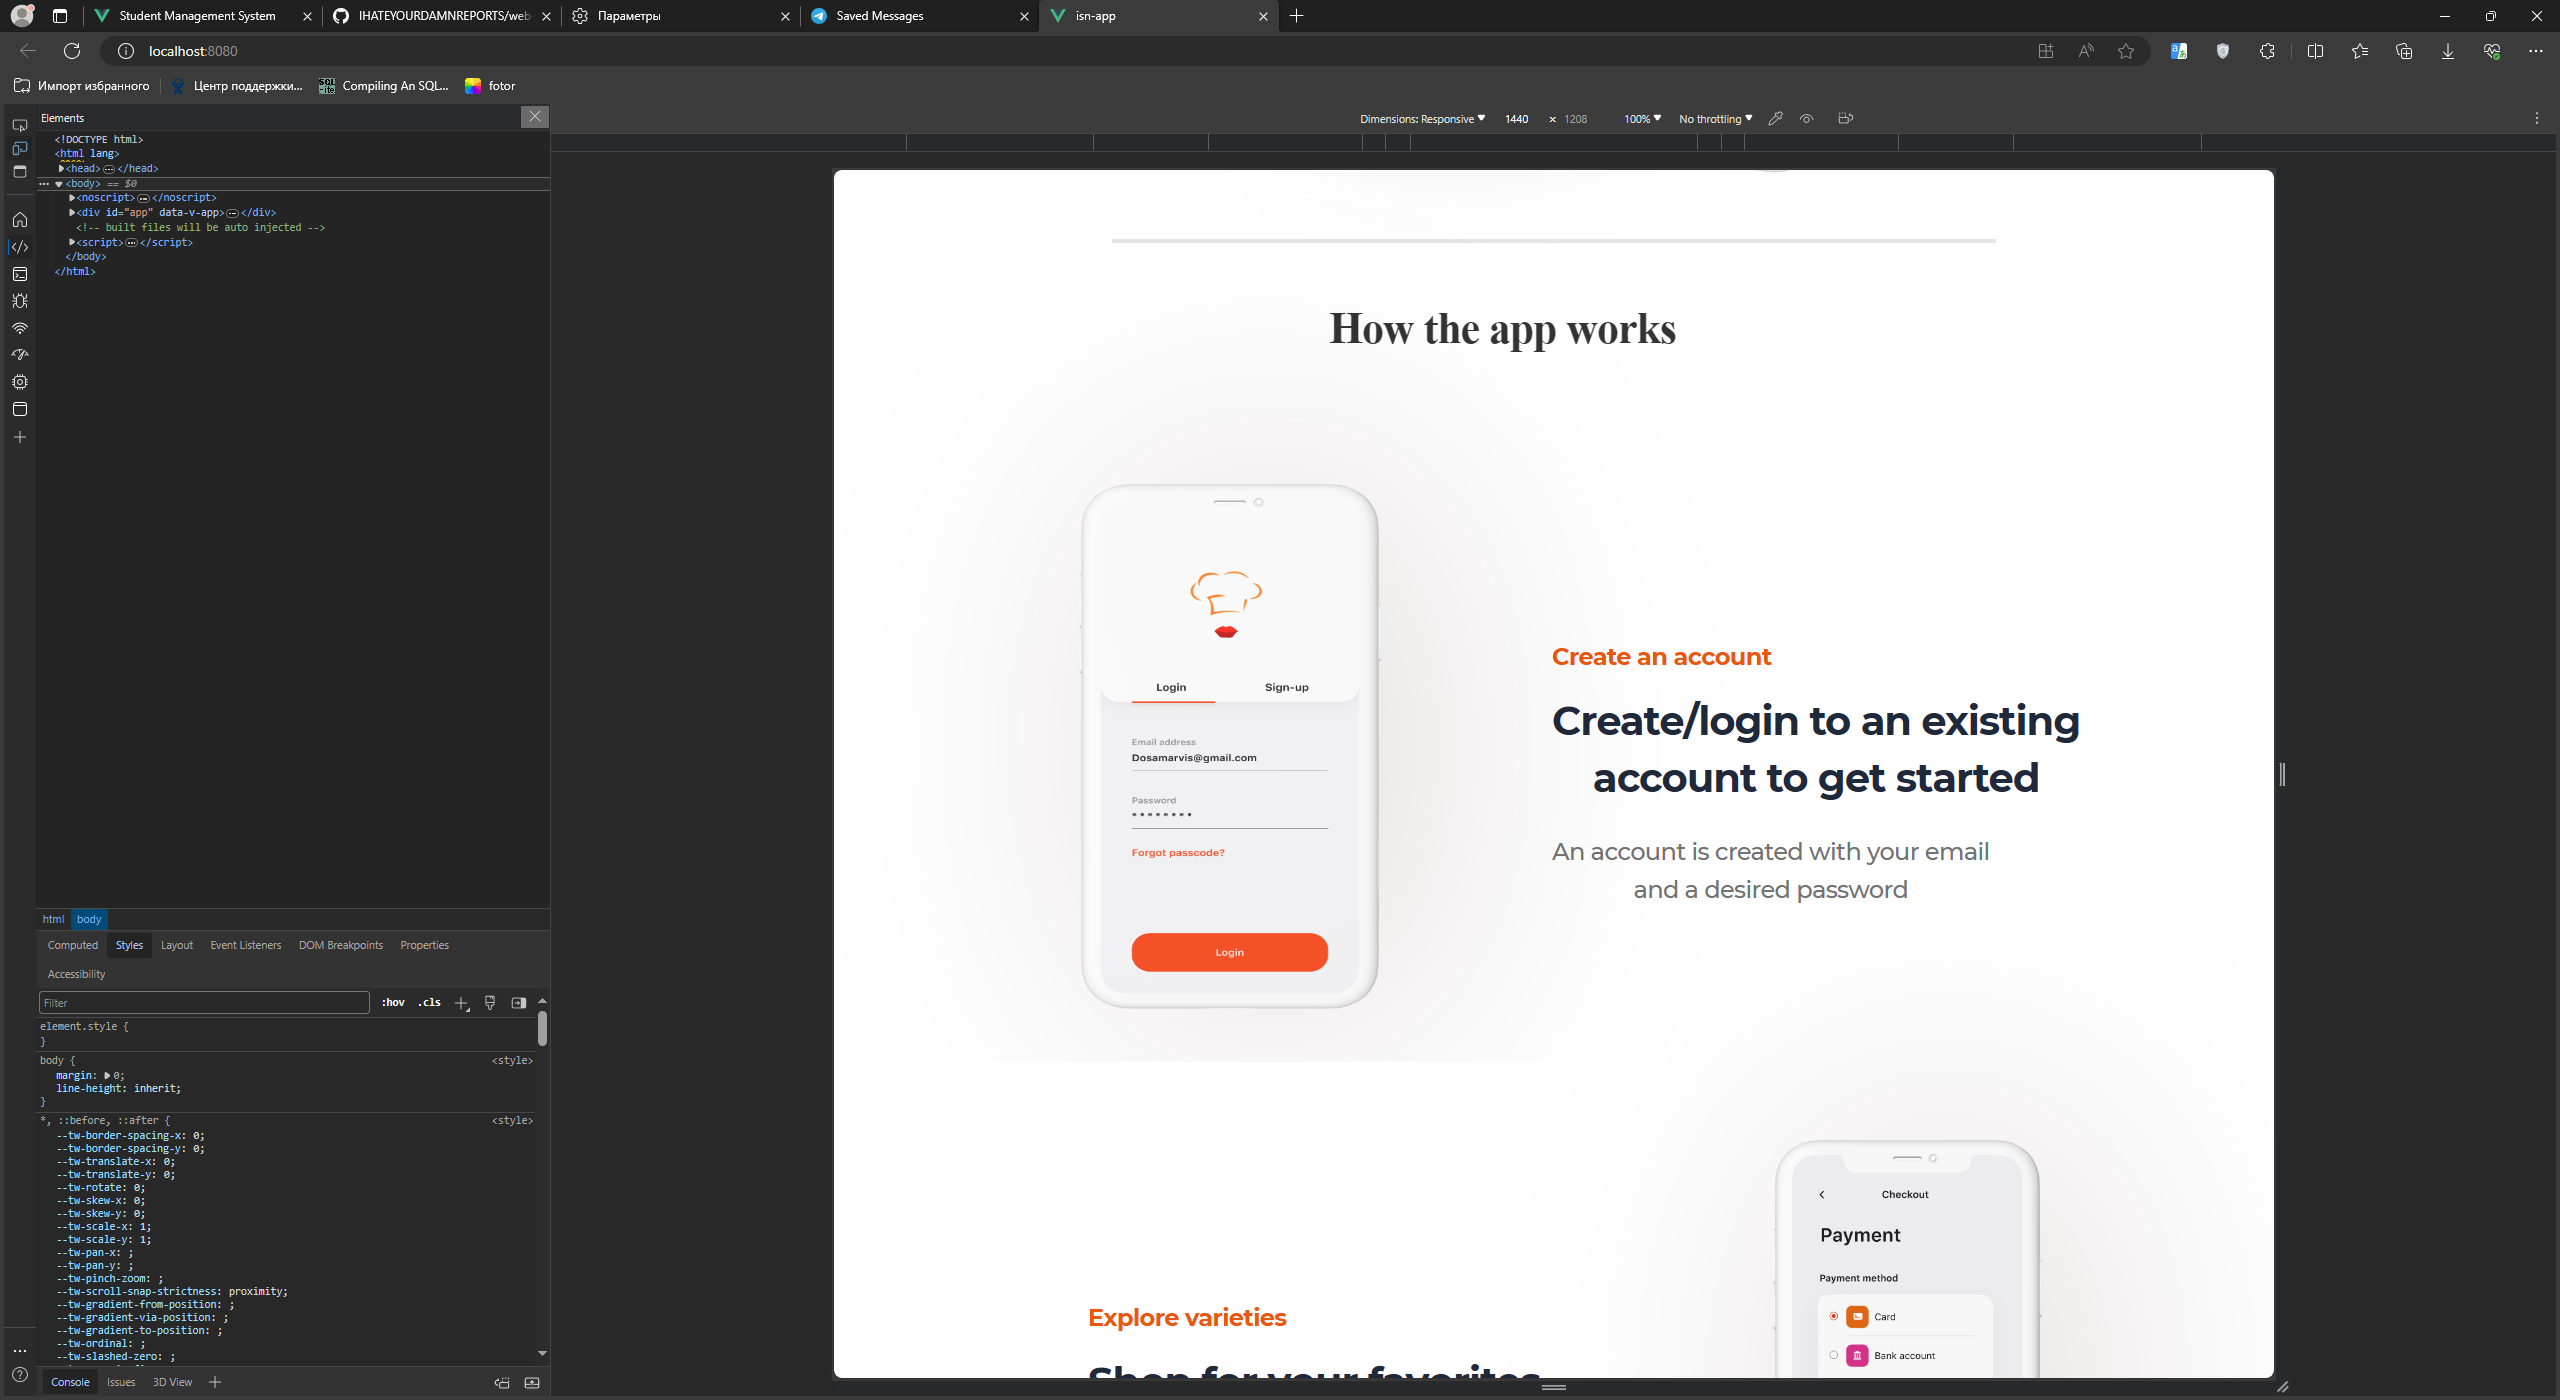 Student Management System
IHATEYOURDAMNREPORTS/web
Параметры
Saved Messages
isn-app
localhost:8080
Импорт избранного
Центр поддержки...
Compiling An SQL...
fotor
Elements
<!DOCTYPE html>
<html lang>
<head> </head>
<body> == $0
<noscript> </noscript>
<div id="app" data-v-app> </div>
<!-- built files will be auto injected -->
<script> </script>
</body>
</html>
html body
Computed Styles Layout Event Listeners DOM Breakpoints Properties
Accessibility
Filter :hov .cls
element.style {
}
body { <style>
margin: 0;
line-height: inherit;
}
*, ::before, ::after { <style>
--tw-border-spacing-x: 0;
--tw-border-spacing-y: 0;
--tw-translate-x: 0;
--tw-translate-y: 0;
--tw-rotate: 0;
--tw-skew-x: 0;
--tw-skew-y: 0;
--tw-scale-x: 1;
--tw-scale-y: 1;
--tw-pan-x: ;
--tw-pan-y: ;
--tw-pinch-zoom: ;
--tw-scroll-snap-strictness: proximity;
--tw-gradient-from-position: ;
--tw-gradient-via-position: ;
--tw-gradient-to-position: ;
--tw-ordinal: ;
--tw-slashed-zero: ;
Console Issues 3D View
Dimensions: Responsive 1440 × 1208 100% No throttling
How the app works
Login Sign-up
Email address
Dosamarvis@gmail.com
Password
********
Forgot passcode?
Login
Create an account
Create/login to an existing
account to get started
An account is created with your email
and a desired password
Explore varieties
Shop for your favorites
Checkout
Payment
Payment method
Card
Bank account